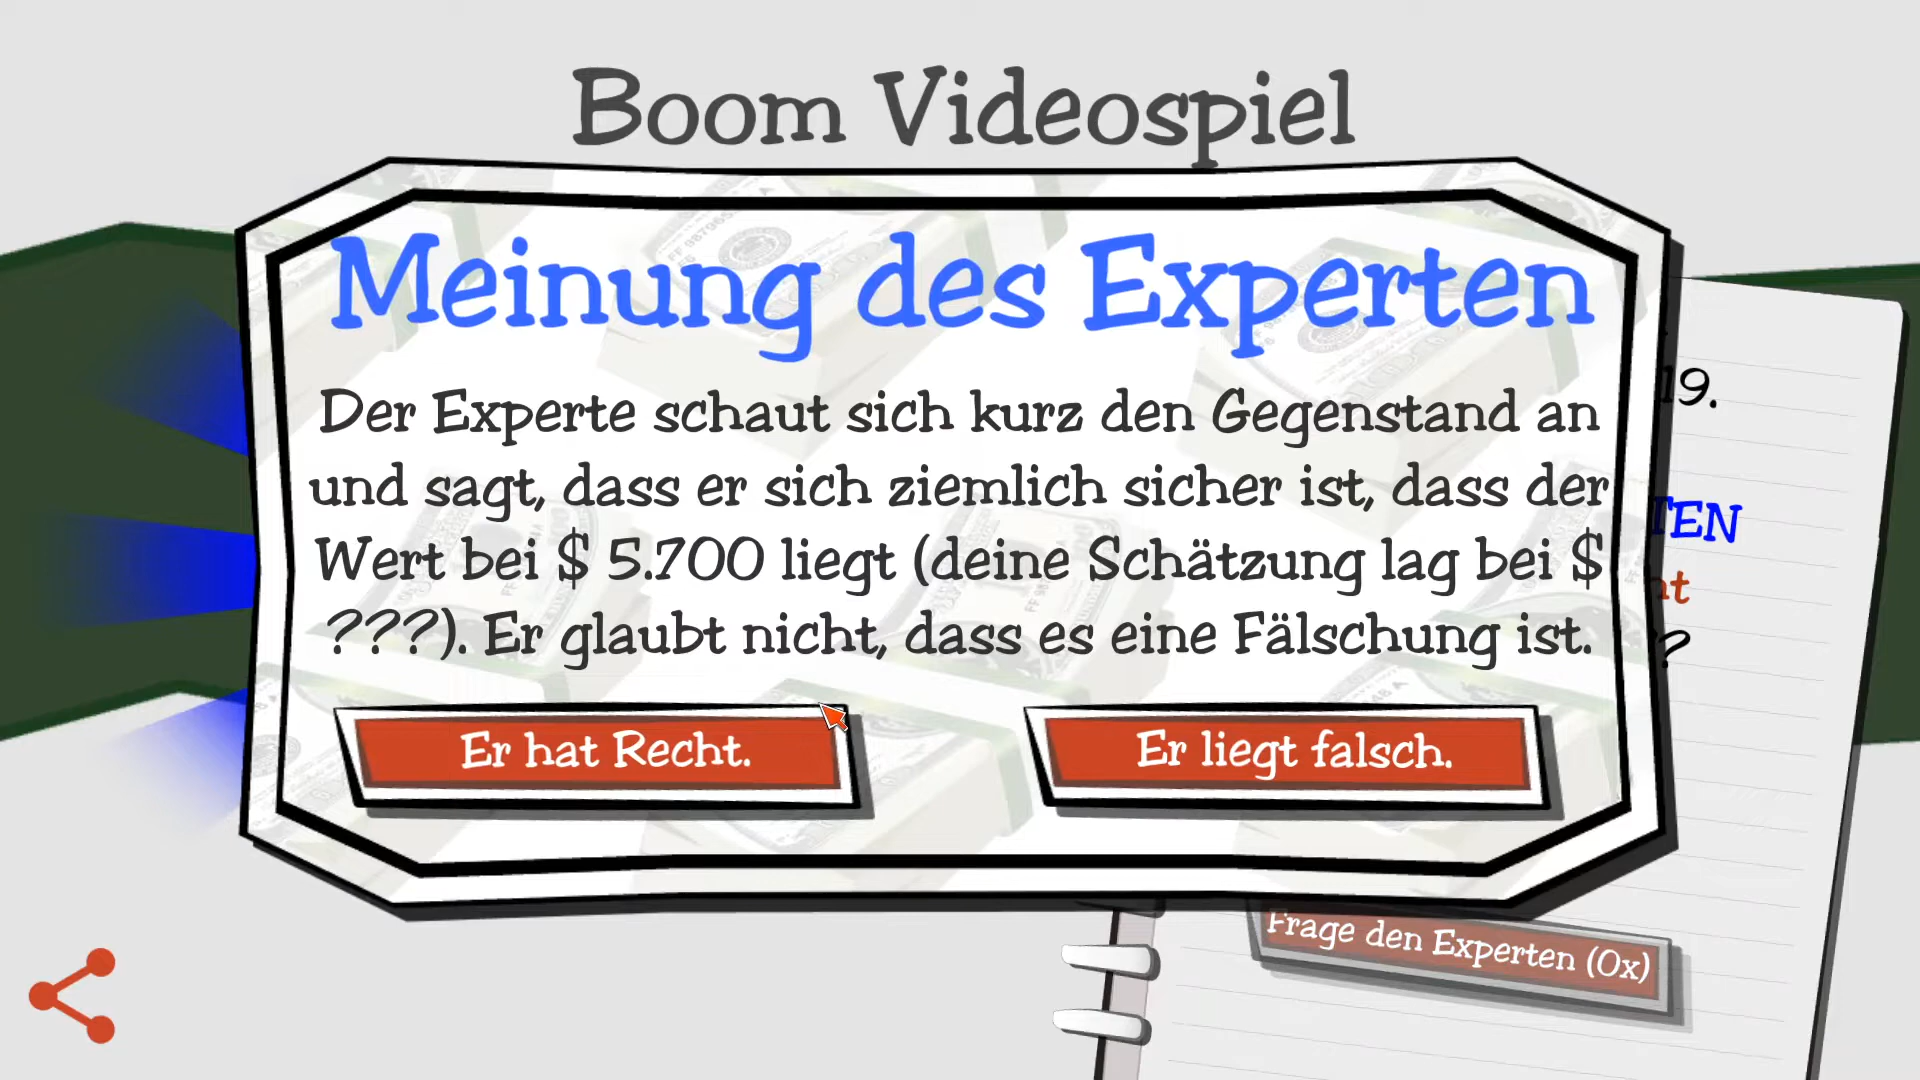 Boom Videospiel
Meinung des Experten
Der Experte schaut sich kurz den Gegenstand an
und sagt, dass er sich ziemlich sicher ist, dass der
Wert bei $ 5.700 liegt (deine Schätzung lag bei $
???). Er glaubt nicht, dass es eine Fälschung ist.
Er hat Recht.
Er liegt falsch.
19.
TEN
?
Frage den Experten (0x)